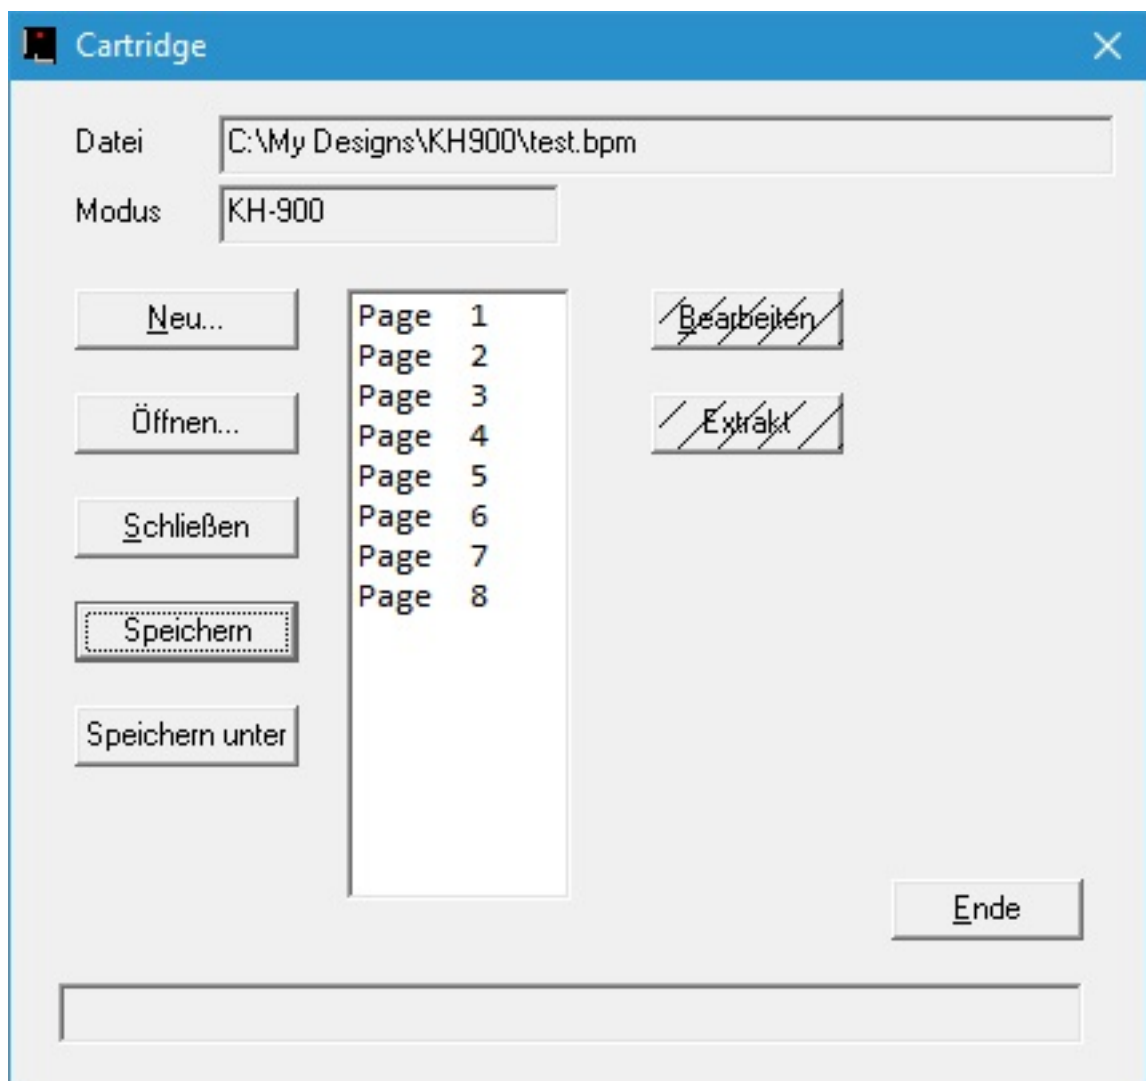 Cartridge
Datei C:\My Designs\KH900\test.bpm
Modus KH-900
Neu...
Öffnen...
Schließen
Speichern
Speichern unter
Page 1
Page 2
Page 3
Page 4
Page 5
Page 6
Page 7
Page 8
Bearbeiten
Extrakt
Ende